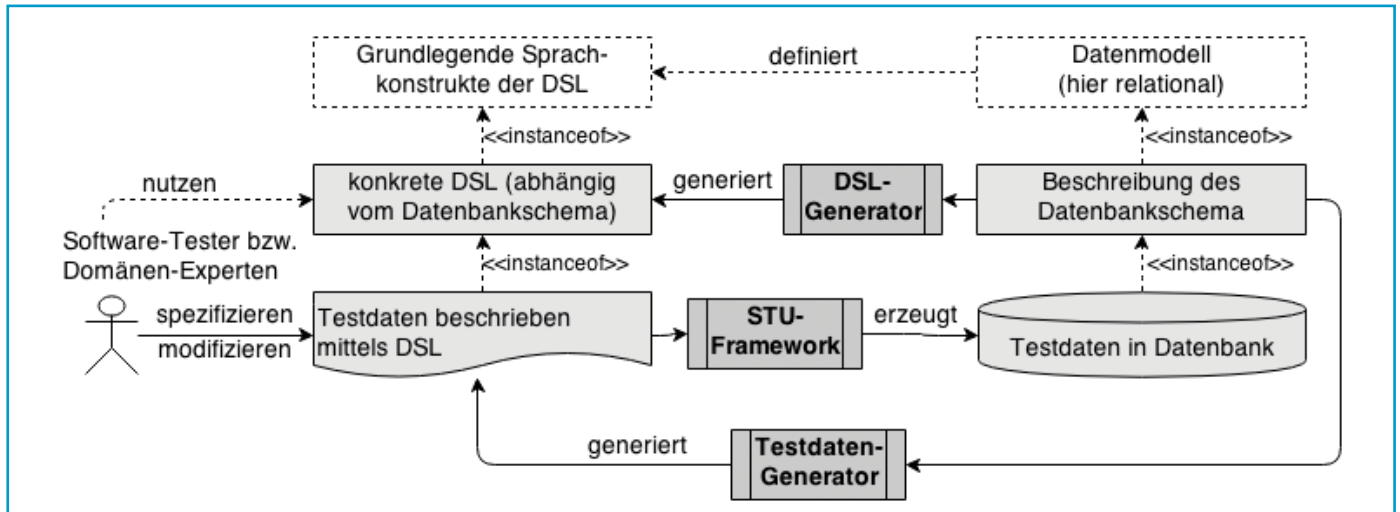 Grundlegende Sprach-
konstrukte der DSL
definiert
Datenmodell
(hier relational)
<<instanceof>>
<<instanceof>>
nutzen
konkrete DSL (abhängig
vom Datenbankschema)
generiert
DSL-
Generator
Beschreibung des
Datenbankschema
Software-Tester bzw.
Domänen-Experten
<<instanceof>>
<<instanceof>>
spezifizieren
modifizieren
Testdaten beschrieben
mittels DSL
STU-
Framework
erzeugt
Testdaten in Datenbank
generiert
Testdaten-
Generator